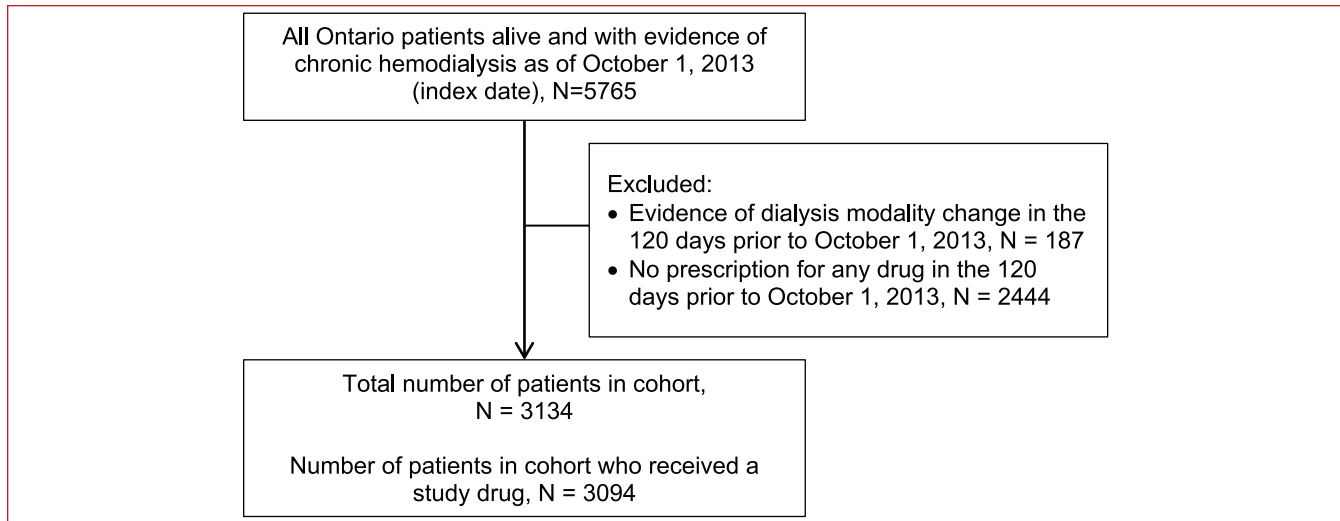 All Ontario patients alive and with evidence of
chronic hemodialysis as of October 1, 2013
(index date), N=5765
Excluded:
• Evidence of dialysis modality change in the
120 days prior to October 1, 2013, N = 187
• No prescription for any drug in the 120
days prior to October 1, 2013, N = 2444
Total number of patients in cohort,
N = 3134
Number of patients in cohort who received a
study drug, N = 3094